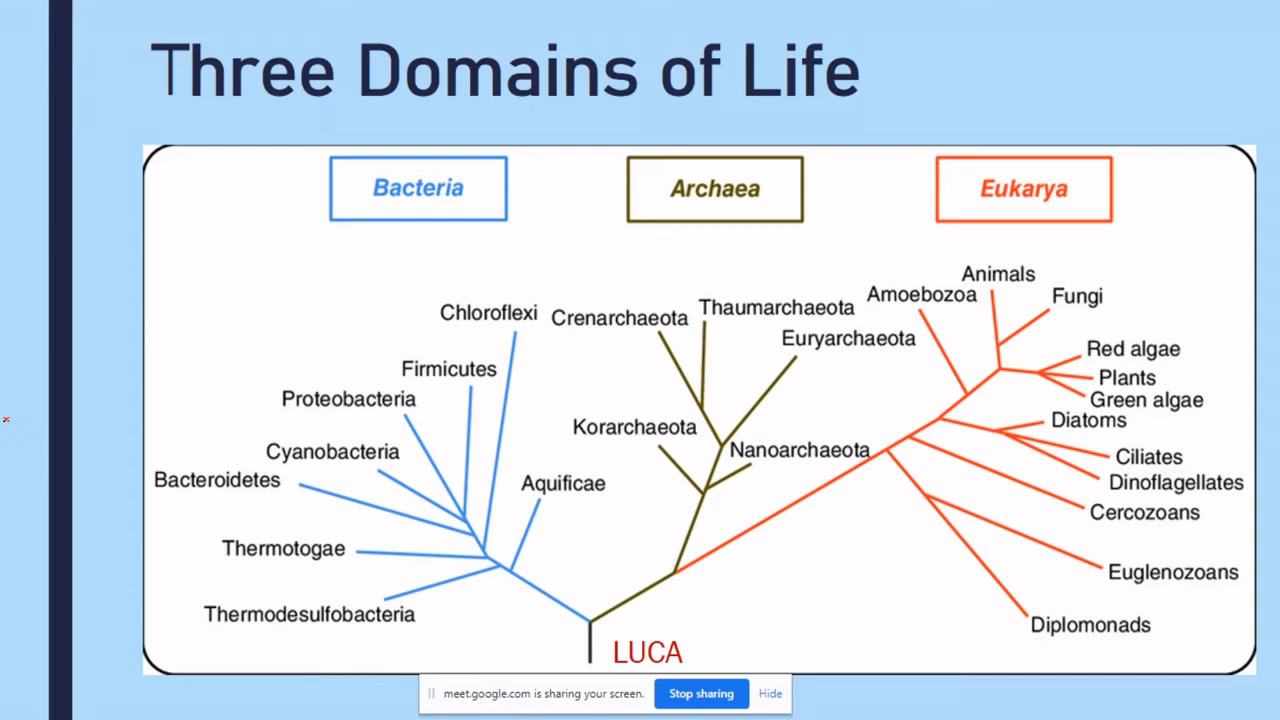 Three Domains of Life
Bacteria
Archaea
Eukarya
Chloroflexi
Firmicutes
Proteobacteria
Cyanobacteria
Bacteroidetes
Aquificae
Thermotogae
Thermodesulfobacteria
Crenarchaeota
Thaumarchaeota
Euryarchaeota
Korarchaeota
Nanoarchaeota
Animals
Amoebozoa
Fungi
Red algae
Plants
Green algae
Diatoms
Ciliates
Dinoflagellates
Cercozoans
Euglenozoans
Diplomonads
LUCA
meet.google.com is sharing your screen. Stop sharing Hide